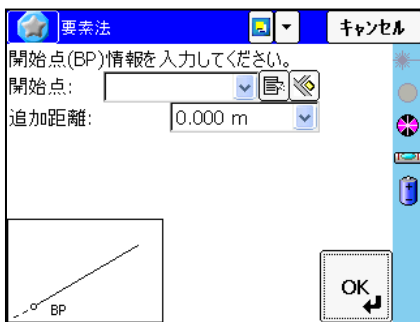 要素法
キャンセル
開始点(BP)情報を入力してください。
開始点:
追加距離:
0.000 m
BP
OK